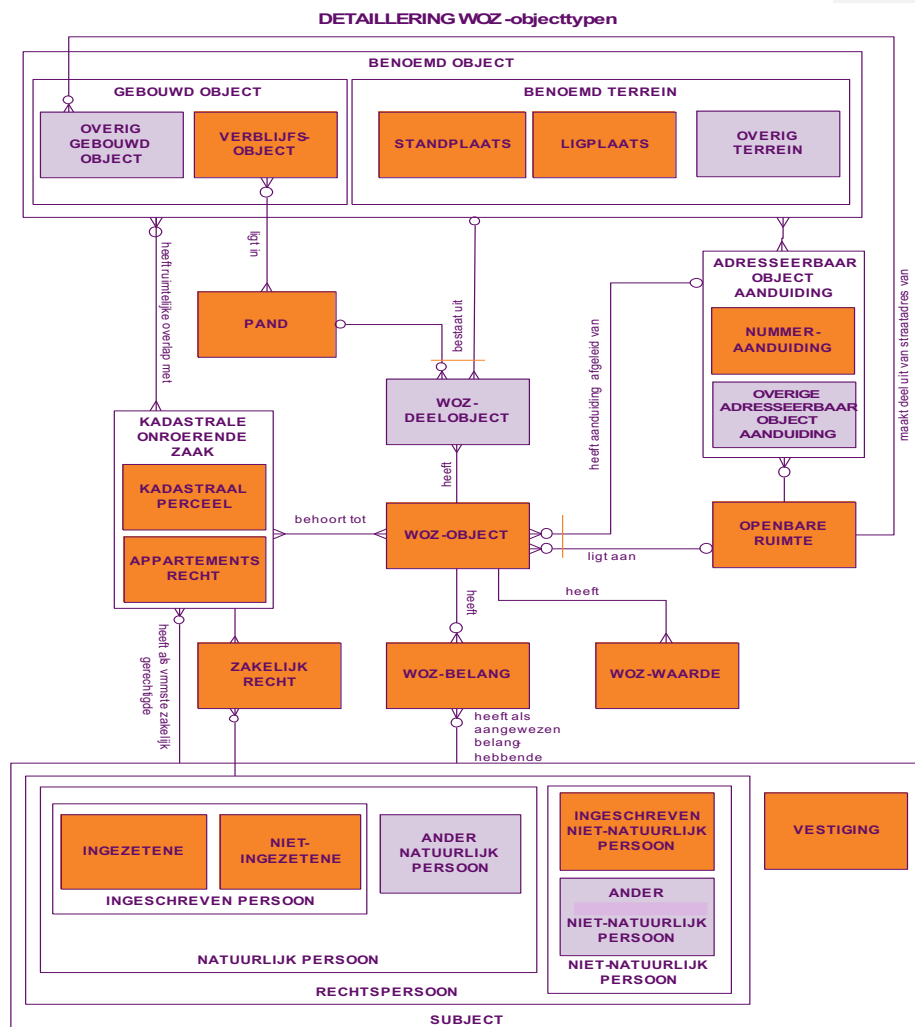 DETAILLERING WOZ -objecttypen
BENOEMD OBJECT
GEBOUWD OBJECT
BENOEMD TERREIN
OVERIG
GEBOUWD
OBJECT
VERBLIJFS-
OBJECT
STANDPLAATS
LIGPLAATS
OVERIG
TERREIN
heeft ruimtelijke overlap met
ligt in
bestaat uit
heeft aanduiding afgeleid van
maakt deel uit van straatadres van
ADRESSEERBAAR
OBJECT
AANDUIDING
NUMMER-
AANDUIDING
OVERIGE
ADRESSEERBAAR
OBJECT
AANDUIDING
PAND
WOZ-
DEELOBJECT
KADASTRALE
ONROERENDE
ZAAK
KADASTRAAL
PERCEEL
APPARTEMENTS
RECHT
heeft
behoort tot
WOZ-OBJECT
ligt aan
OPENBARE
RUIMTE
heeft
heeft
heeft als vrnmste zakelijk
gerechtigde
ZAKELIJK
RECHT
WOZ-BELANG
WOZ-WAARDE
heeft als
aangewezen
belang-
hebbende
INGEZETENE
NIET-
INGEZETENE
INGESCHREVEN PERSOON
ANDER
NATUURLIJK
PERSOON
NATUURLIJK PERSOON
INGESCHREVEN
NIET-NATUURLIJK
PERSOON
ANDER
NIET-NATUURLIJK
PERSOON
NIET-NATUURLIJK
PERSOON
VESTIGING
RECHTSPERSOON
SUBJECT